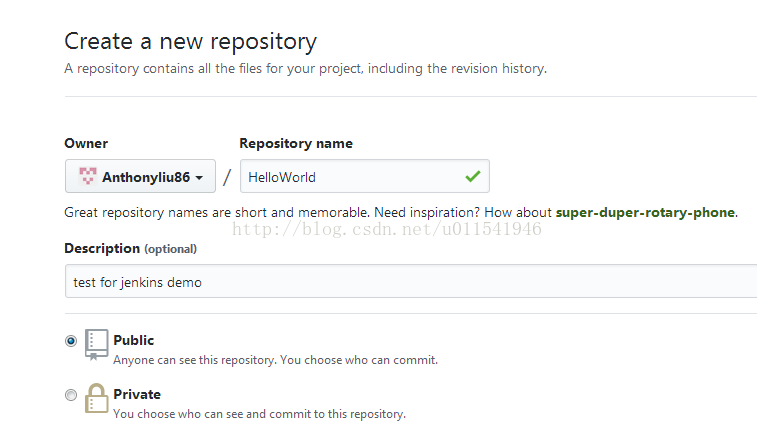 Create a new repository
A repository contains all the files for your project, including the revision history.
Owner Repository name
Anthonyliu86 / HelloWorld
Great repository names are short and memorable. Need inspiration? How about super-duper-rotary-phone.
http://blog.csdn.net/u011541946
Description (optional)
test for jenkins demo
Public
Anyone can see this repository. You choose who can commit.
Private
You choose who can see and commit to this repository.